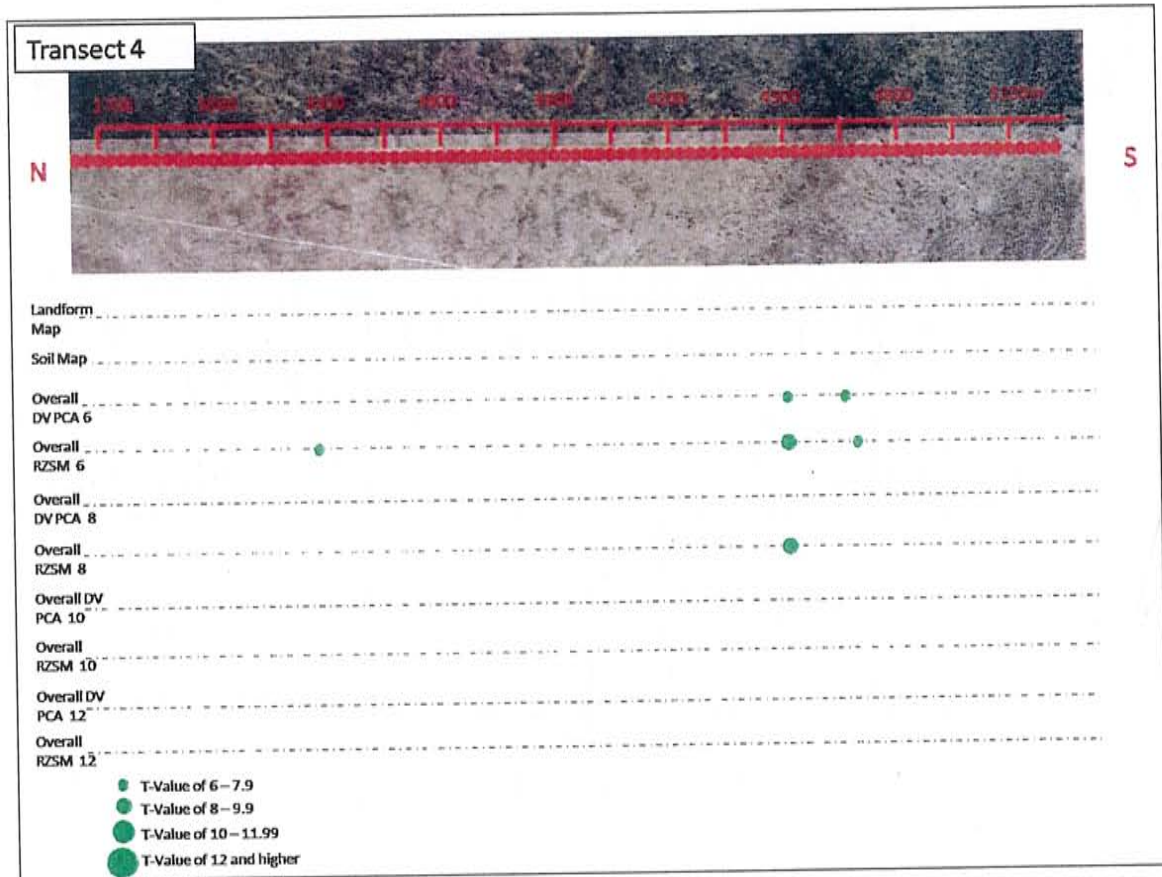 Transect 4
4200 4500
N
S
Landform
Map
Soil Map
Overall
DV PCA 6
Overall
RZSM 6
Overall
DV PCA 8
Overall
RZSM 8
Overall DV
PCA 10
Overall
RZSM 10
Overall DV
PCA 12
Overall
RZSM 12
T-Value of 6 – 7.9
T-Value of 8 – 9.9
T-Value of 10 – 11.99
T-Value of 12 and higher